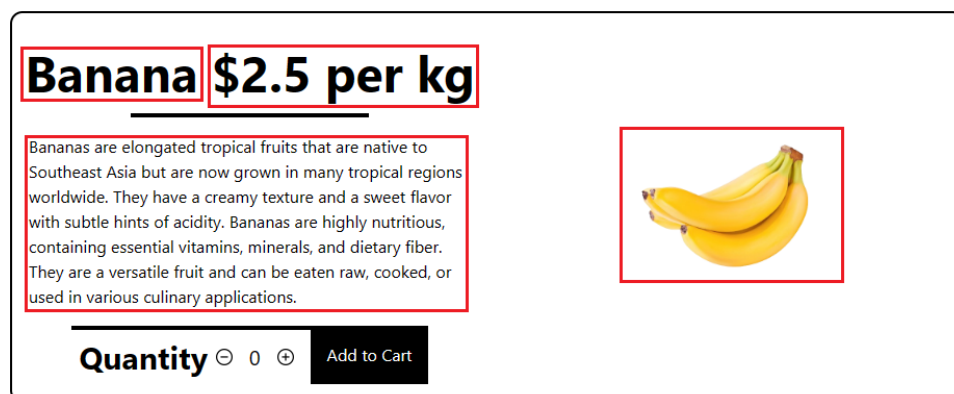 Banana $2.5 per kg
Bananas are elongated tropical fruits that are native to
Southeast Asia but are now grown in many tropical regions
worldwide. They have a creamy texture and a sweet flavor
with subtle hints of acidity. Bananas are highly nutritious,
containing essential vitamins, minerals, and dietary fiber.
They are a versatile fruit and can be eaten raw, cooked, or
used in various culinary applications.
Quantity 0 Add to Cart